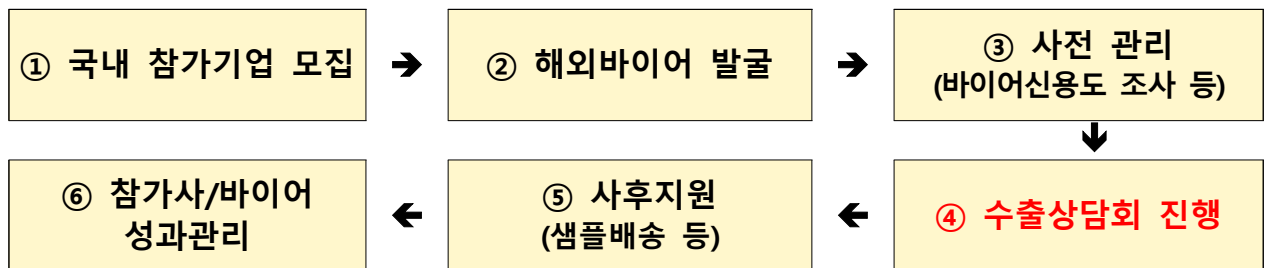 ① 국내 참가기업 모집
② 해외바이어 발굴
③ 사전 관리
(바이어신용도 조사 등)
④ 수출상담회 진행
⑤ 사후지원
(샘플배송 등)
⑥ 참가사/바이어
성과관리